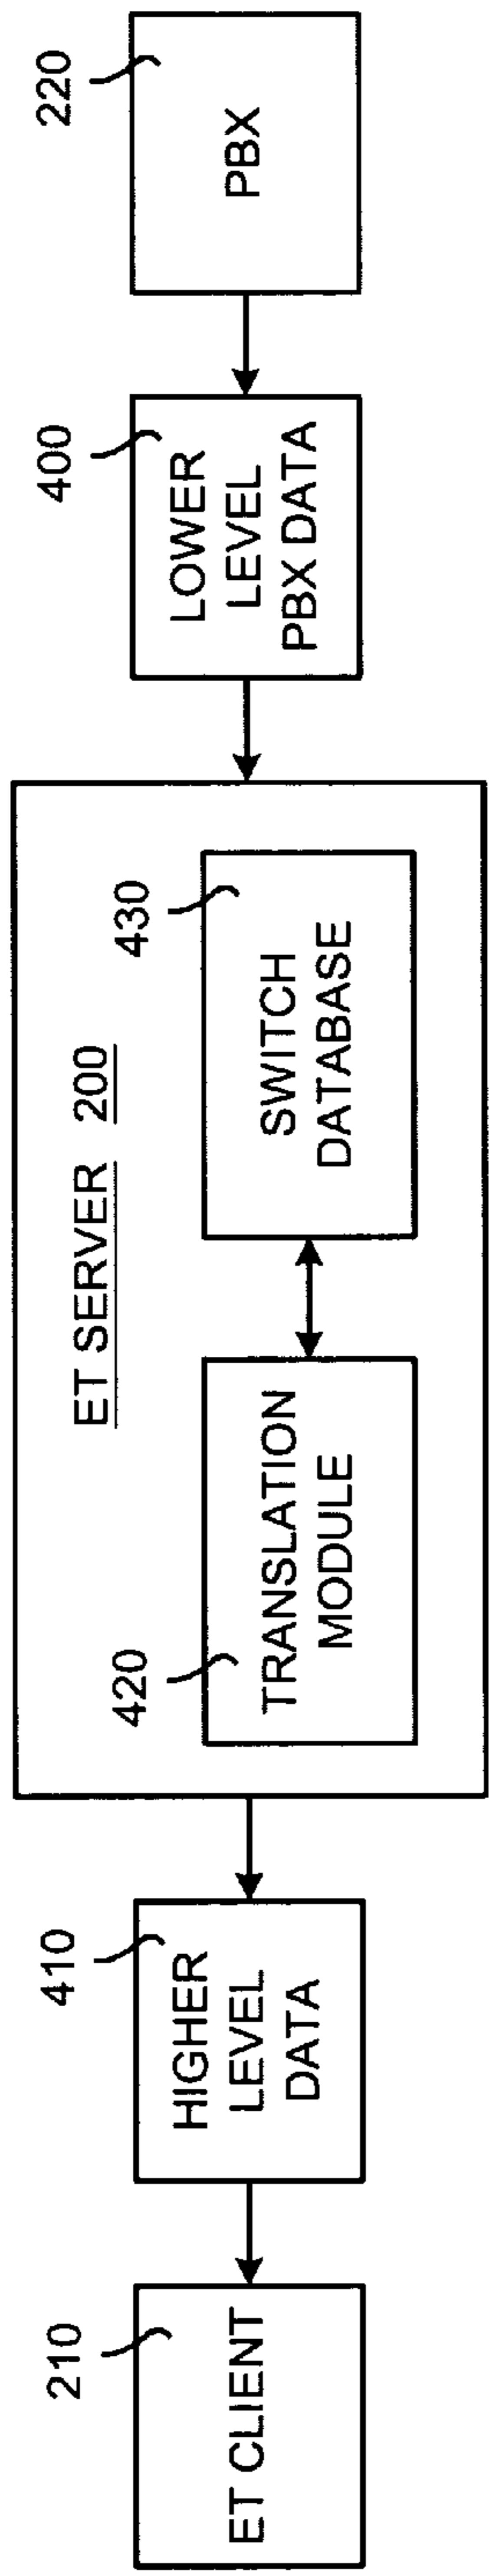 220
PBX
400
LOWER
LEVEL
PBX DATA
ET SERVER 200
430
SWITCH
DATABASE
420
TRANSLATION
MODULE
410
HIGHER
LEVEL
DATA
210
ET CLIENT